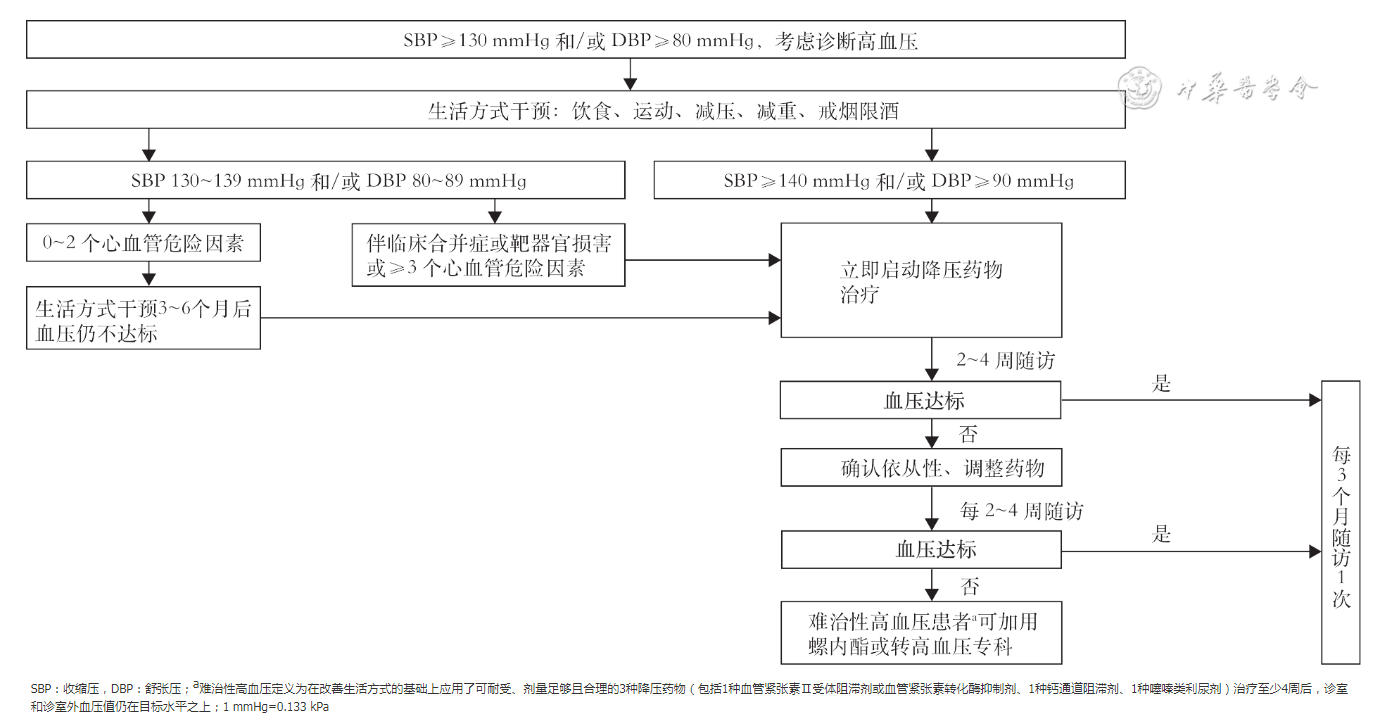 SBP≥130 mmHg 和/或 DBP≥80 mmHg，考虑诊断高血压
中华医学会
生活方式干预：饮食、运动、减压、减重、戒烟限酒
SBP 130~139 mmHg 和/或 DBP 80~89 mmHg
SBP≥140 mmHg 和/或 DBP≥90 mmHg
0~2 个心血管危险因素
伴临床合并症或靶器官损害
或≥3 个心血管危险因素
立即启动降压药物
治疗
生活方式干预3~6个月后
血压仍不达标
2~4 周随访
血压达标
是
否
确认依从性、调整药物
每 2~4 周随访
血压达标
是
否
难治性高血压患者a可加用
螺内酯或转高血压专科
每3个月随访1次
SBP：收缩压，DBP：舒张压；a难治性高血压定义为在改善生活方式的基础上应用了可耐受、剂量足够且合理的3种降压药物（包括1种血管紧张素Ⅱ受体阻滞剂或血管紧张素转化酶抑制剂、1种钙通道阻滞剂、1种噻嗪类利尿剂）治疗至少4周后，诊室
和诊室外血压值仍在目标水平之上；1 mmHg=0.133 kPa